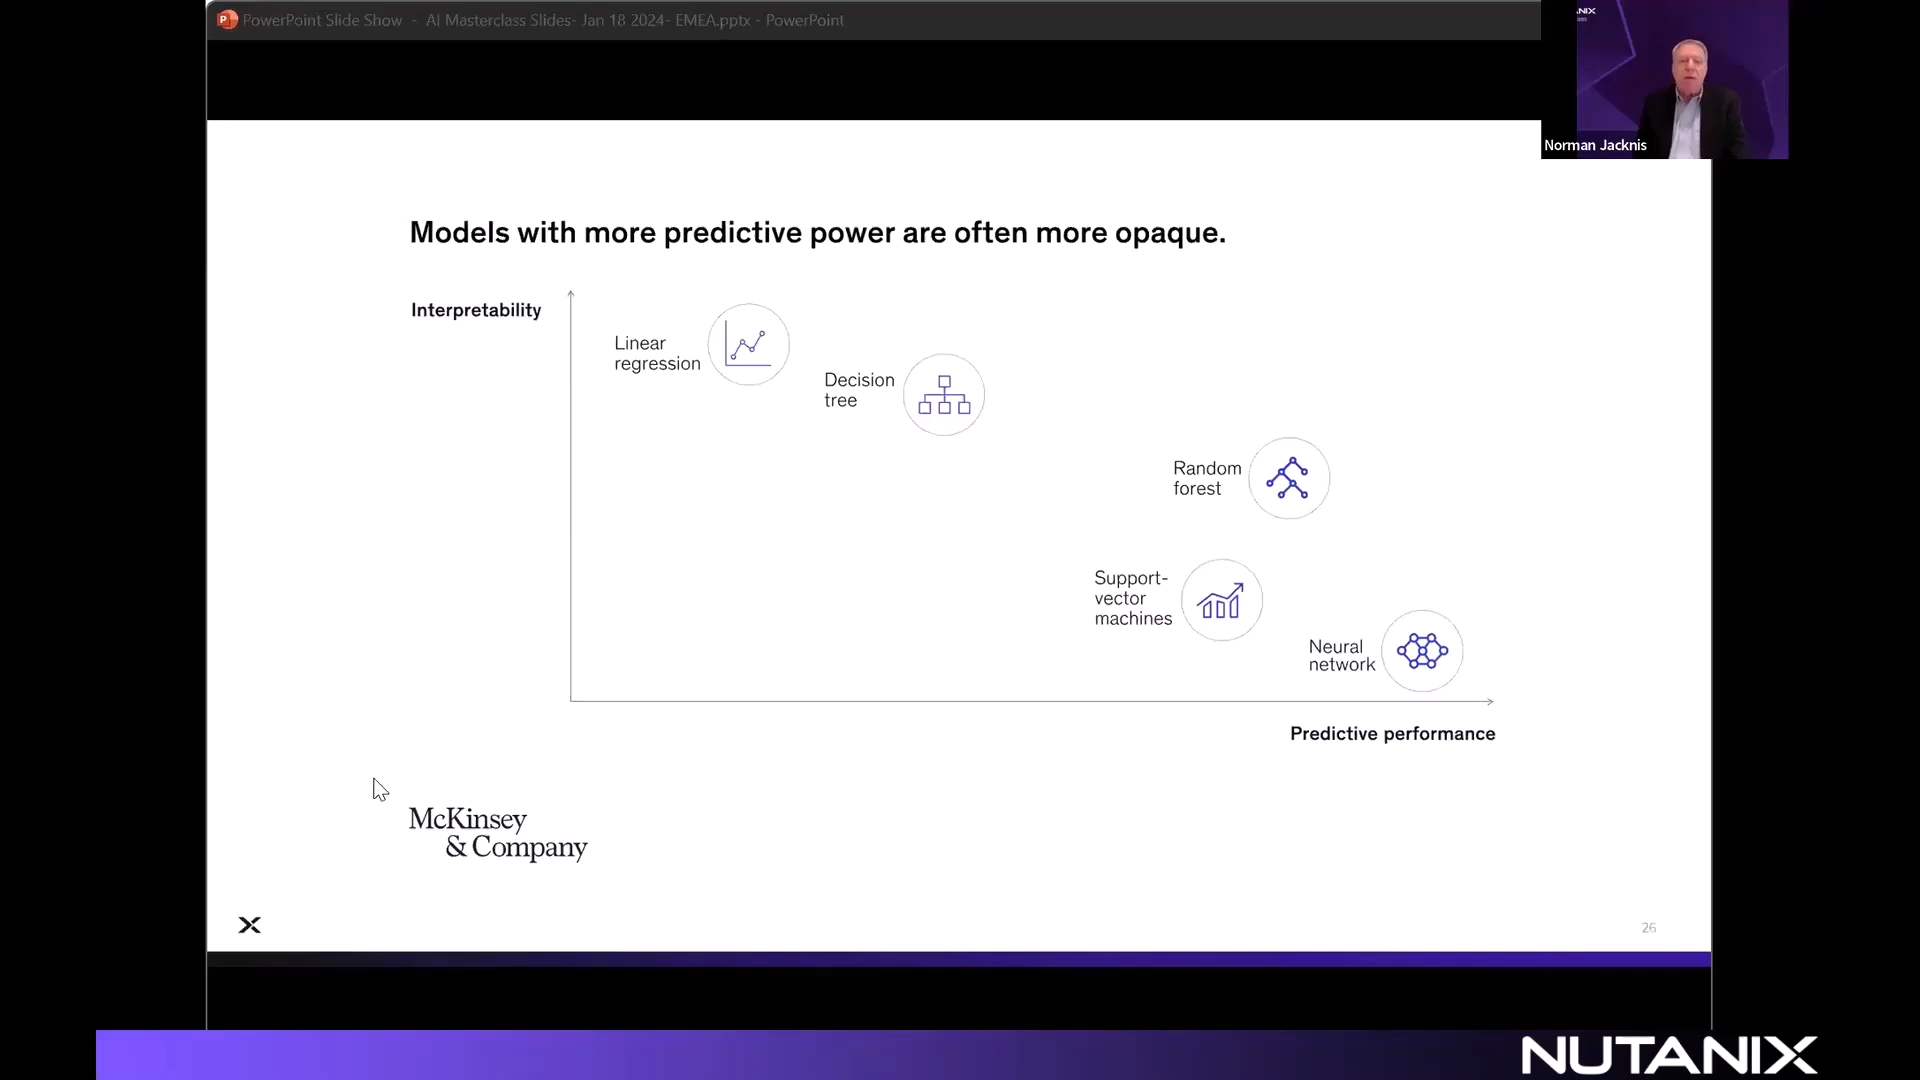 PowerPoint Slide Show - AI Masterclass Slides- Jan 18 2024- EMEA.pptx - PowerPoint
Norman Jacknis
Models with more predictive power are often more opaque.
Interpretability
Linear
regression
Decision
tree
Random
forest
Support-
vector
machines
Neural
network
Predictive performance
McKinsey
& Company
26
NUTANIX